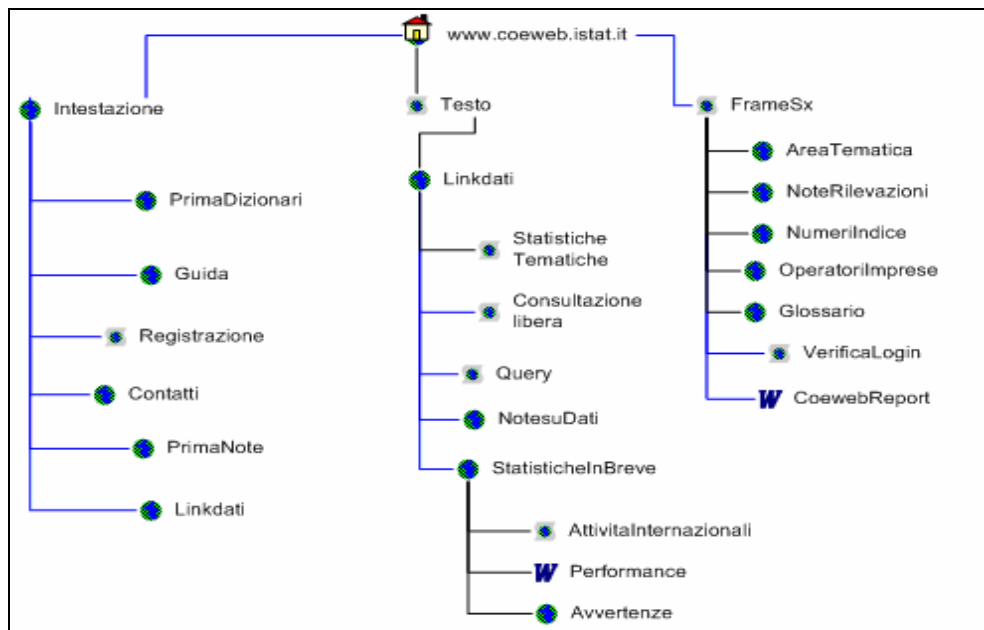 www.coeweb.istat.it
Intestazione
PrimaDizionari
Guida
Registrazione
Contatti
PrimaNote
Linkdati
Testo
Linkdati
Statistiche
Tematiche
Consultazione
libera
Query
NotesuDati
StatisticheInBreve
AttivitaInternazionali
W Performance
Avvertenze
FrameSx
AreaTematica
NoteRilevazioni
NumeriIndice
OperatoriImprese
Glossario
VerificaLogin
W CoewebReport